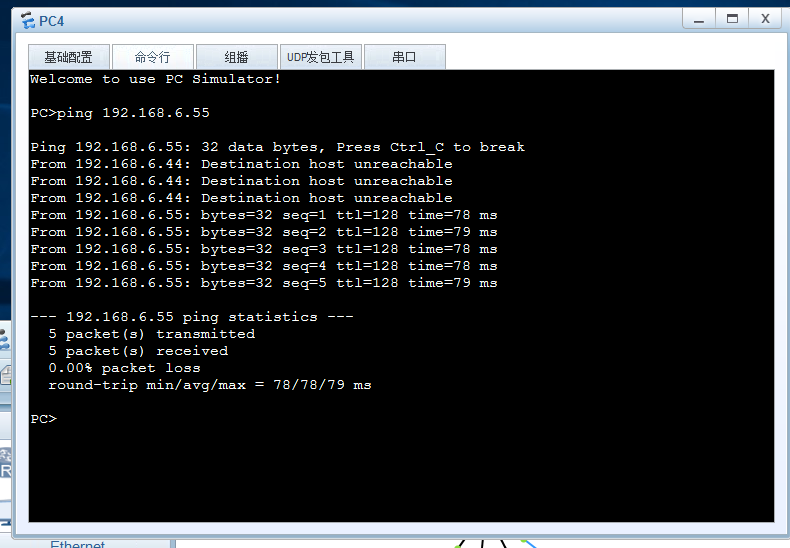 PC4
基础配置 命令行 组播 UDP发包工具 串口
Welcome to use PC Simulator!
PC>ping 192.168.6.55
Ping 192.168.6.55: 32 data bytes, Press Ctrl_C to break
From 192.168.6.44: Destination host unreachable
From 192.168.6.44: Destination host unreachable
From 192.168.6.44: Destination host unreachable
From 192.168.6.55: bytes=32 seq=1 ttl=128 time=78 ms
From 192.168.6.55: bytes=32 seq=2 ttl=128 time=79 ms
From 192.168.6.55: bytes=32 seq=3 ttl=128 time=78 ms
From 192.168.6.55: bytes=32 seq=4 ttl=128 time=78 ms
From 192.168.6.55: bytes=32 seq=5 ttl=128 time=79 ms
--- 192.168.6.55 ping statistics ---
5 packet(s) transmitted
5 packet(s) received
0.00% packet loss
round-trip min/avg/max = 78/78/79 ms
PC>
R
Ethernet